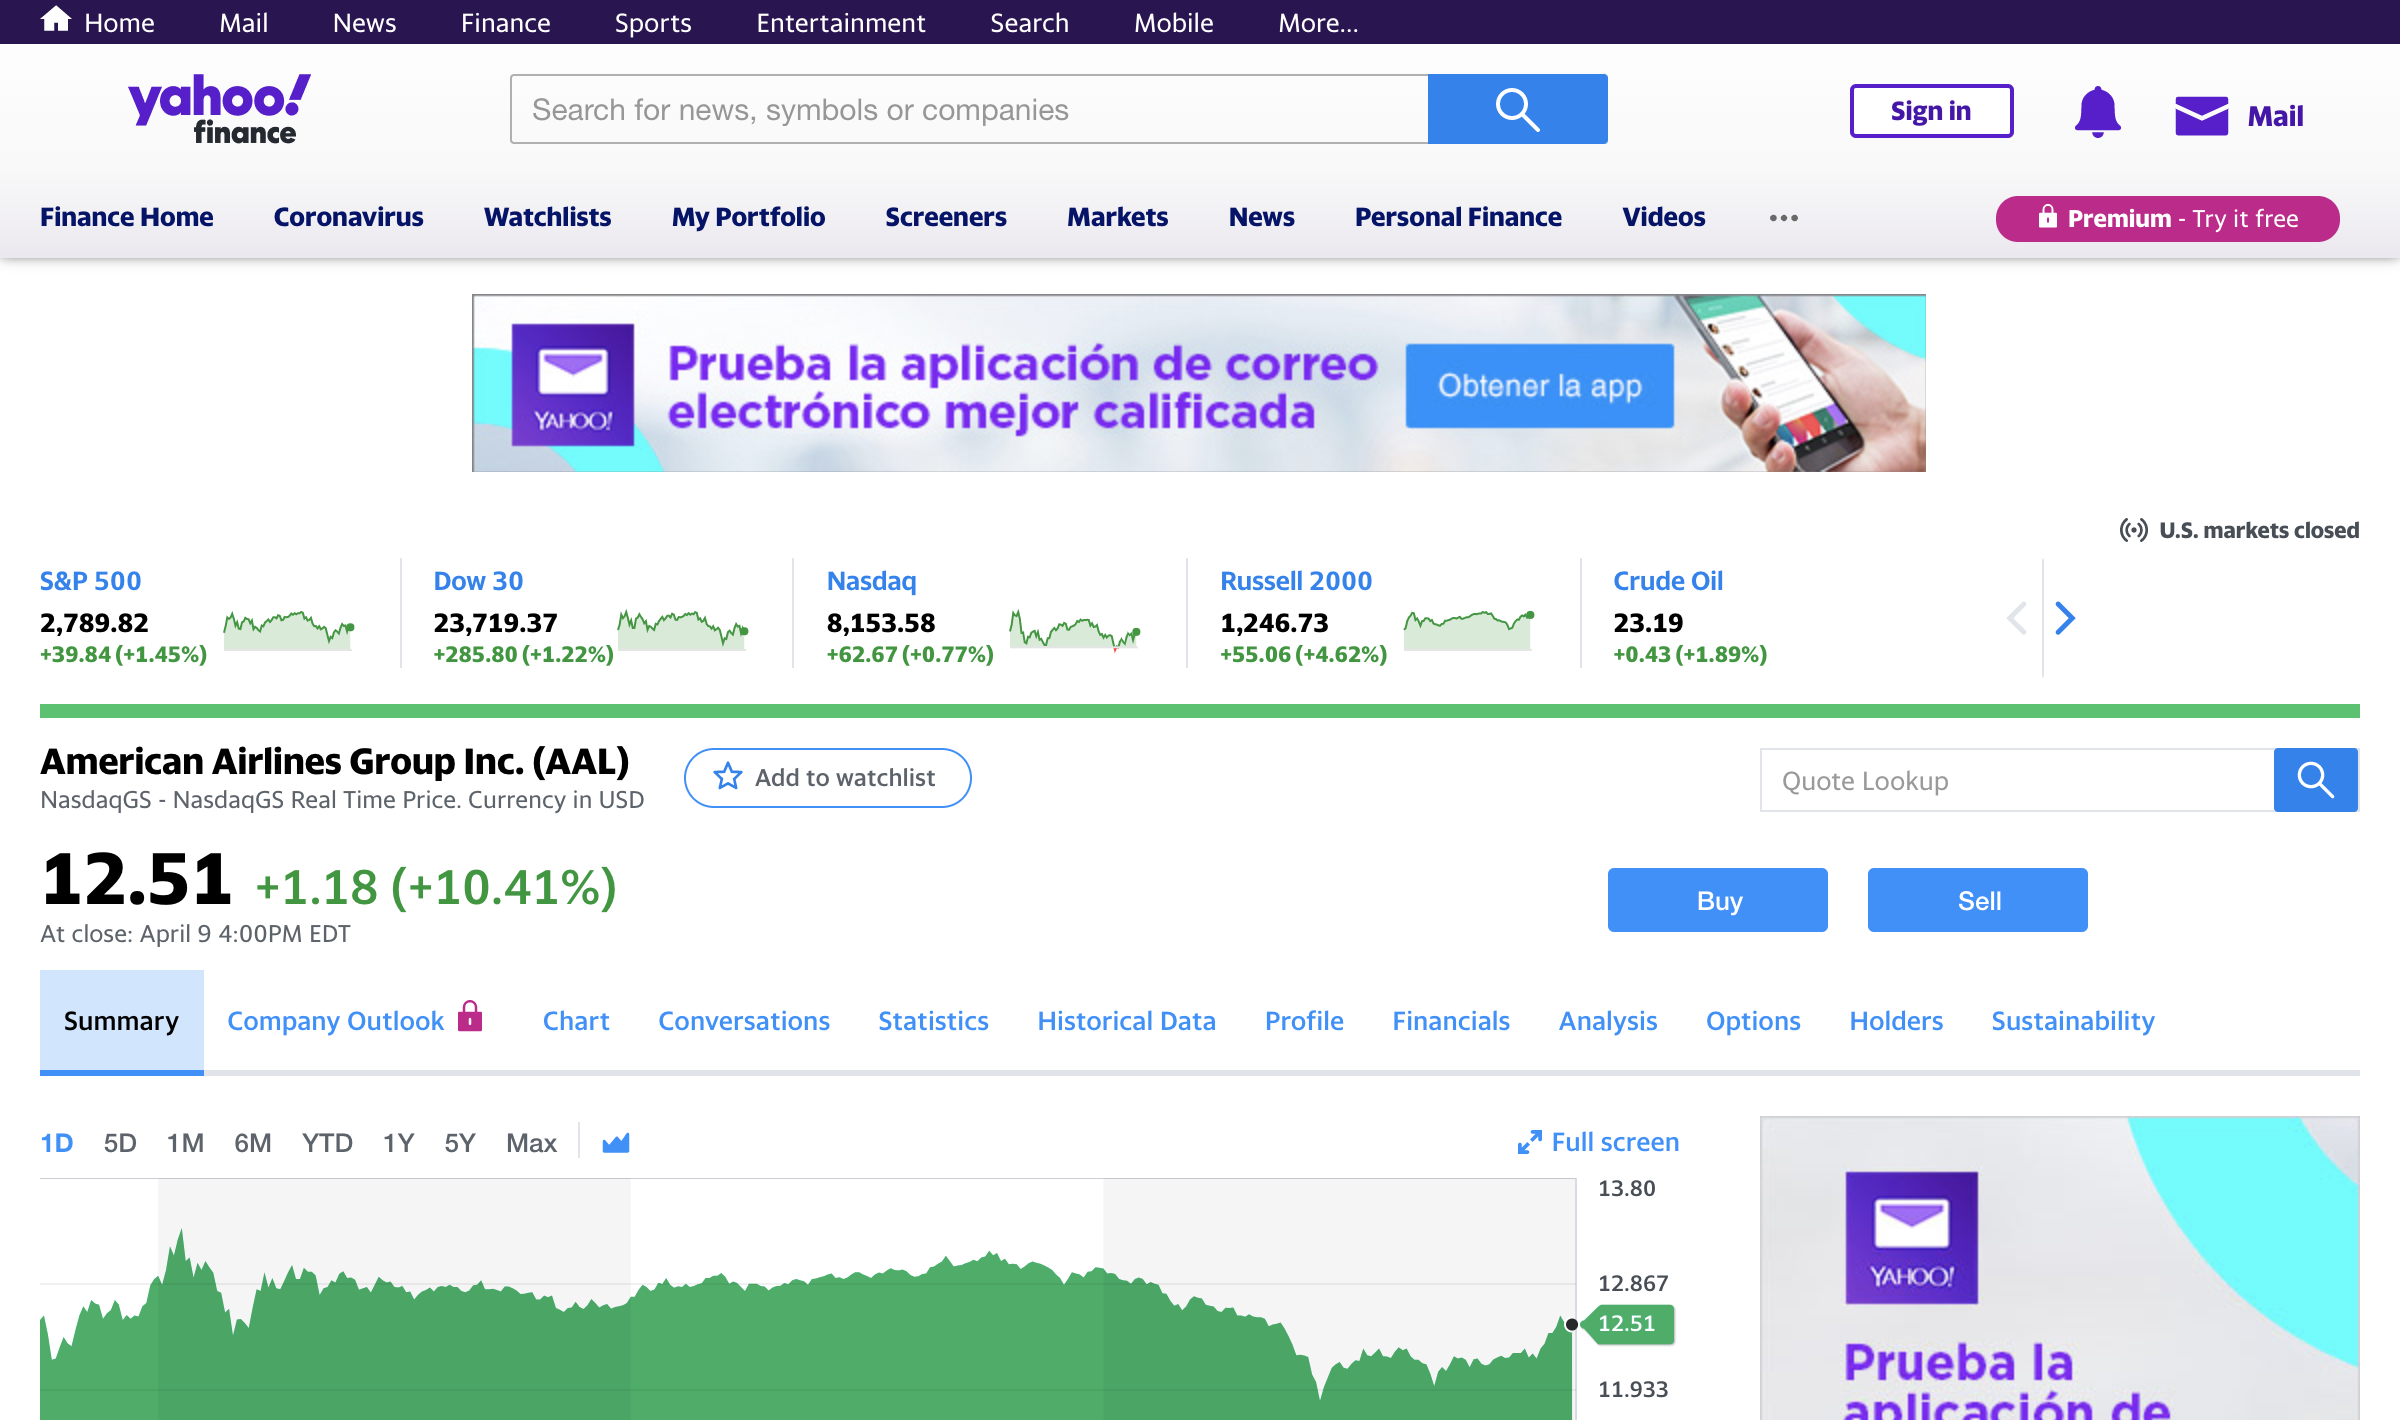 Home Mail News Finance Sports Entertainment Search Mobile More...
yahoo!
finance
Search for news, symbols or companies
Sign in
Mail
Finance Home Coronavirus Watchlists My Portfolio Screeners Markets News Personal Finance Videos
Premium - Try it free
YAHOO!
Prueba la aplicación de correo
electrónico mejor calificada
Obtener la app
U.S. markets closed
S&P 500
2,789.82
+39.84 (+1.45%)
Dow 30
23,719.37
+285.80 (+1.22%)
Nasdaq
8,153.58
+62.67 (+0.77%)
Russell 2000
1,246.73
+55.06 (+4.62%)
Crude Oil
23.19
+0.43 (+1.89%)
American Airlines Group Inc. (AAL)
NasdaqGS - NasdaqGS Real Time Price. Currency in USD
Add to watchlist
Quote Lookup
12.51 +1.18 (+10.41%)
At close: April 9 4:00PM EDT
Buy
Sell
Summary Company Outlook Chart Conversations Statistics Historical Data Profile Financials Analysis Options Holders Sustainability
1D 5D 1M 6M YTD 1Y 5Y Max
Full screen
13.80
12.867
12.51
11.933
YAHOO!
Prueba la
aplicación de